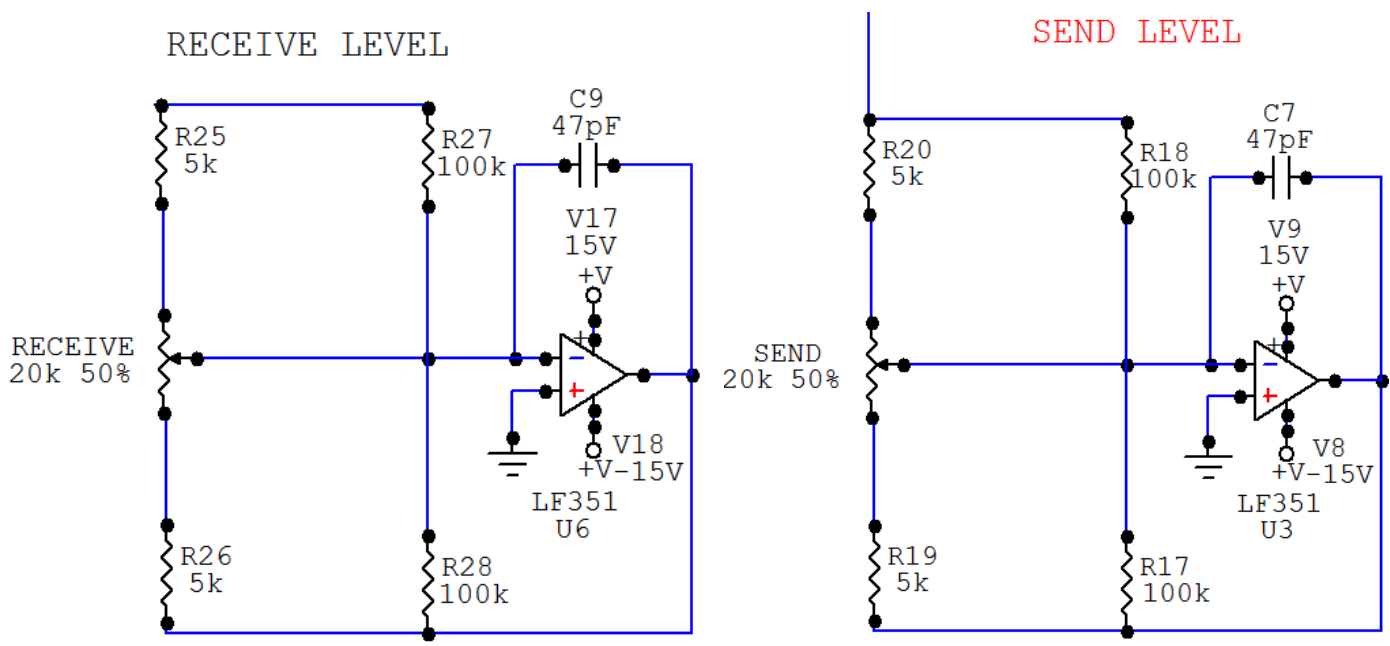 RECEIVE LEVEL
R25
5k
R27
100k
C9
47pF
V17
15V
+V
+
RECEIVE
20k 50%
-
+
V18
+V-15V
LF351
U6
R26
5k
R28
100k
SEND LEVEL
R20
5k
R18
100k
C7
47pF
V9
15V
+V
+
SEND
20k 50%
-
+
V8
+V-15V
LF351
U3
R19
5k
R17
100k